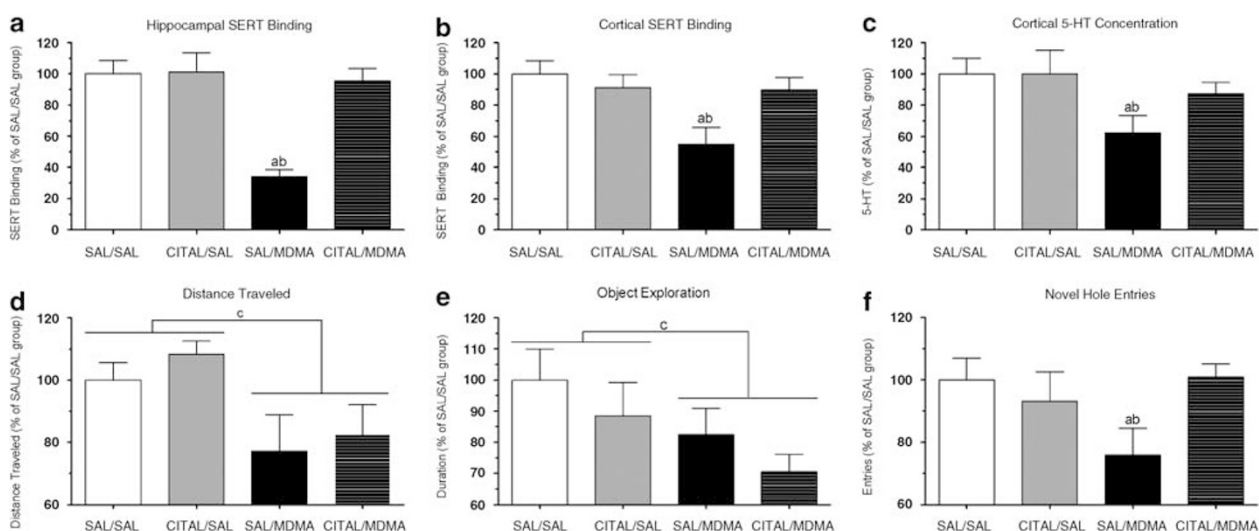 a
Hippocampal SERT Binding
SERT Binding (% of SAL/SAL group)
120
100
80
60
40
20
0
ab
SAL/SAL CITAL/SAL SAL/MDMA CITAL/MDMA
b
Cortical SERT Binding
SERT Binding (% of SAL/SAL group)
120
100
80
60
40
20
0
ab
SAL/SAL CITAL/SAL SAL/MDMA CITAL/MDMA
c
Cortical 5-HT Concentration
5-HT (% of SAL/SAL group)
120
100
80
60
40
20
0
ab
SAL/SAL CITAL/SAL SAL/MDMA CITAL/MDMA
d
Distance Traveled
Distance Traveled (% of SAL/SAL group)
120
100
80
60
c
SAL/SAL CITAL/SAL SAL/MDMA CITAL/MDMA
e
Object Exploration
Duration (% of SAL/SAL group)
120
110
100
90
80
70
60
c
SAL/SAL CITAL/SAL SAL/MDMA CITAL/MDMA
f
Novel Hole Entries
Entries (% of SAL/SAL group)
120
100
80
60
ab
SAL/SAL CITAL/SAL SAL/MDMA CITAL/MDMA